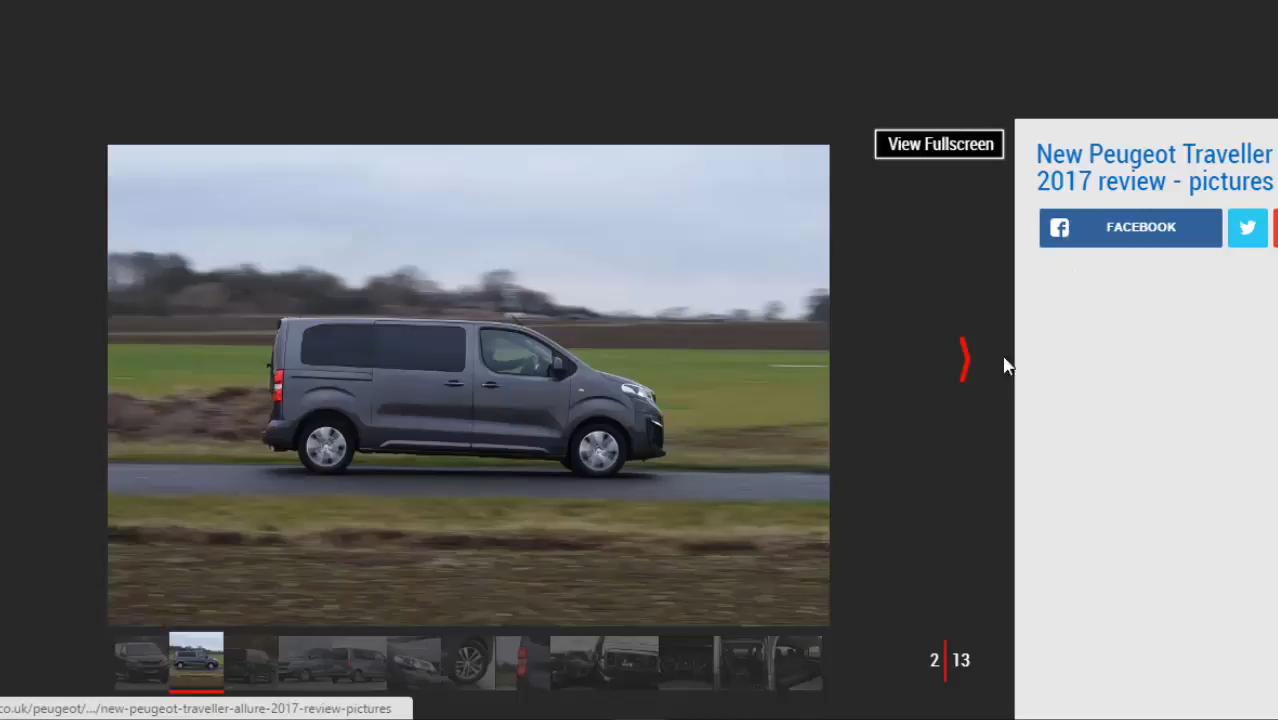 View Fullscreen
New Peugeot Traveller
2017 review - pictures
FACEBOOK
2 13
co.uk/peugeot/.../new-peugeot-traveller-allure-2017-review-pictures